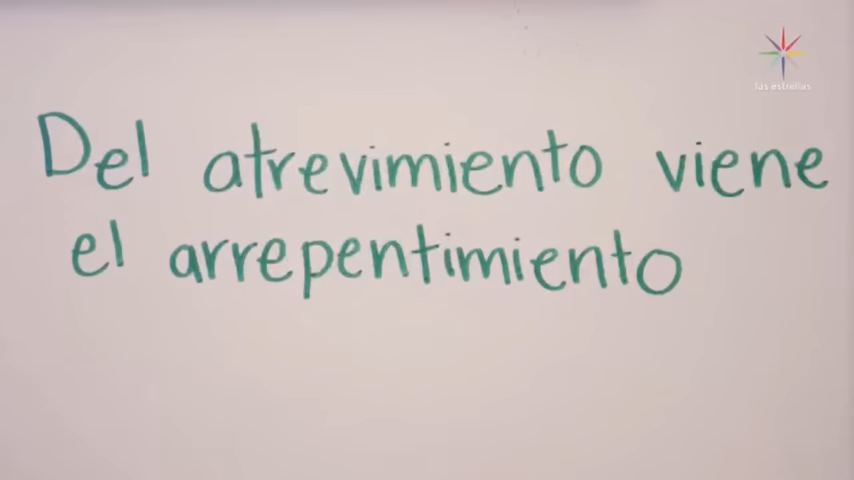 las estrellas
Del atrevimiento viene
el arrepentimiento